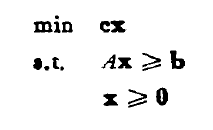 min cx
s.t. Ax ⩾ b
x ⩾ 0